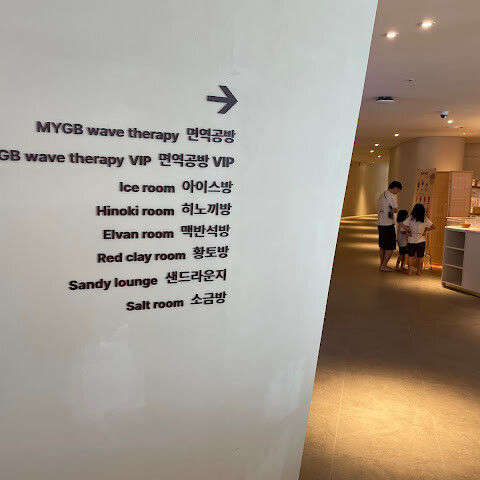 MYGB wave therapy 면역공방
GB wave therapy VIP 면역공방 VIP
Ice room 아이스방
Hinoki room 히노끼방
Elvan room 맥반석방
Red clay room 황토방
Sandy lounge 샌드라운지
Salt room 소금방